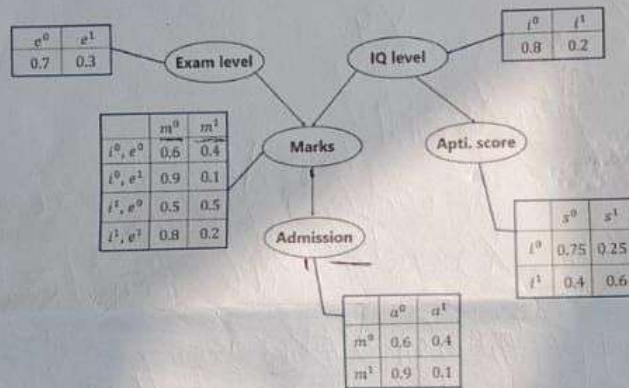 e⁰ e¹
0.7 0.3
Exam level
IQ level
i⁰ i¹
0.8 0.2
m⁰ m¹
i⁰, e⁰ 0.6 0.4
i⁰, e¹ 0.9 0.1
i¹, e⁰ 0.5 0.5
i¹, e¹ 0.8 0.2
Marks
Apti. score
Admission
s⁰ s¹
i⁰ 0.75 0.25
i¹ 0.4 0.6
a⁰ a¹
m⁰ 0.6 0.4
m¹ 0.9 0.1